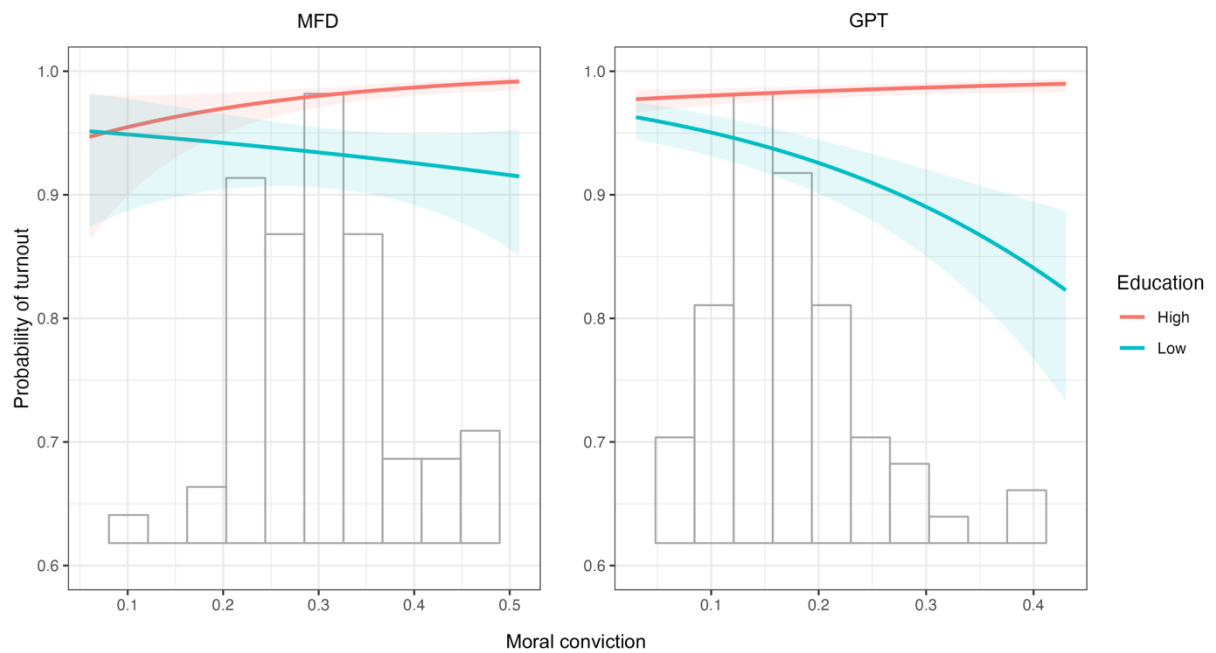 MFD
GPT
1.0
0.9
0.8
0.7
0.6
1.0
0.9
0.8
0.7
0.6
Probability of turnout
0.1 0.2 0.3 0.4 0.5
0.1 0.2 0.3 0.4
Moral conviction
Education
High
Low